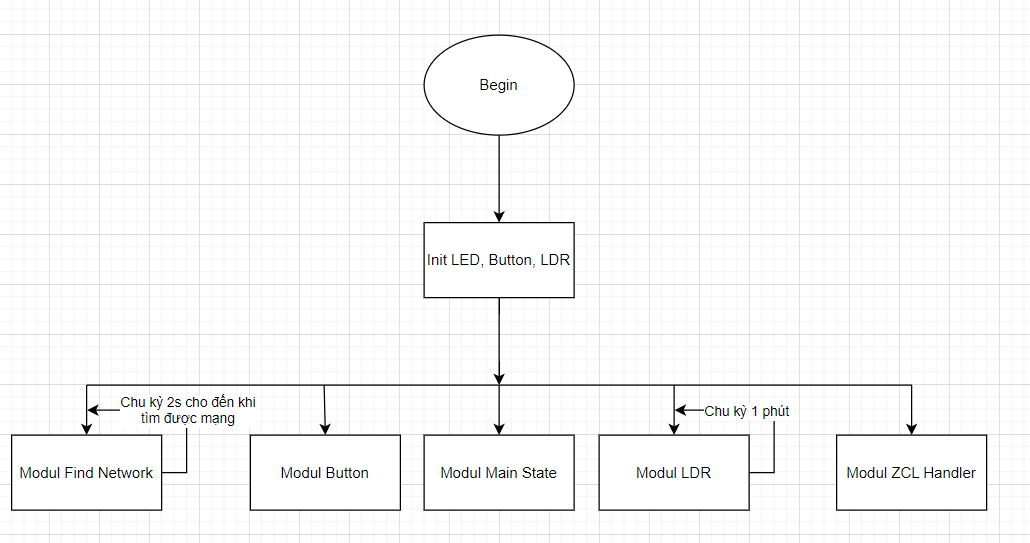 Begin
Init LED, Button, LDR
Chu kỳ 2s cho đến khi
tìm được mạng
Chu kỳ 1 phút
Modul Find Network
Modul Button
Modul Main State
Modul LDR
Modul ZCL Handler